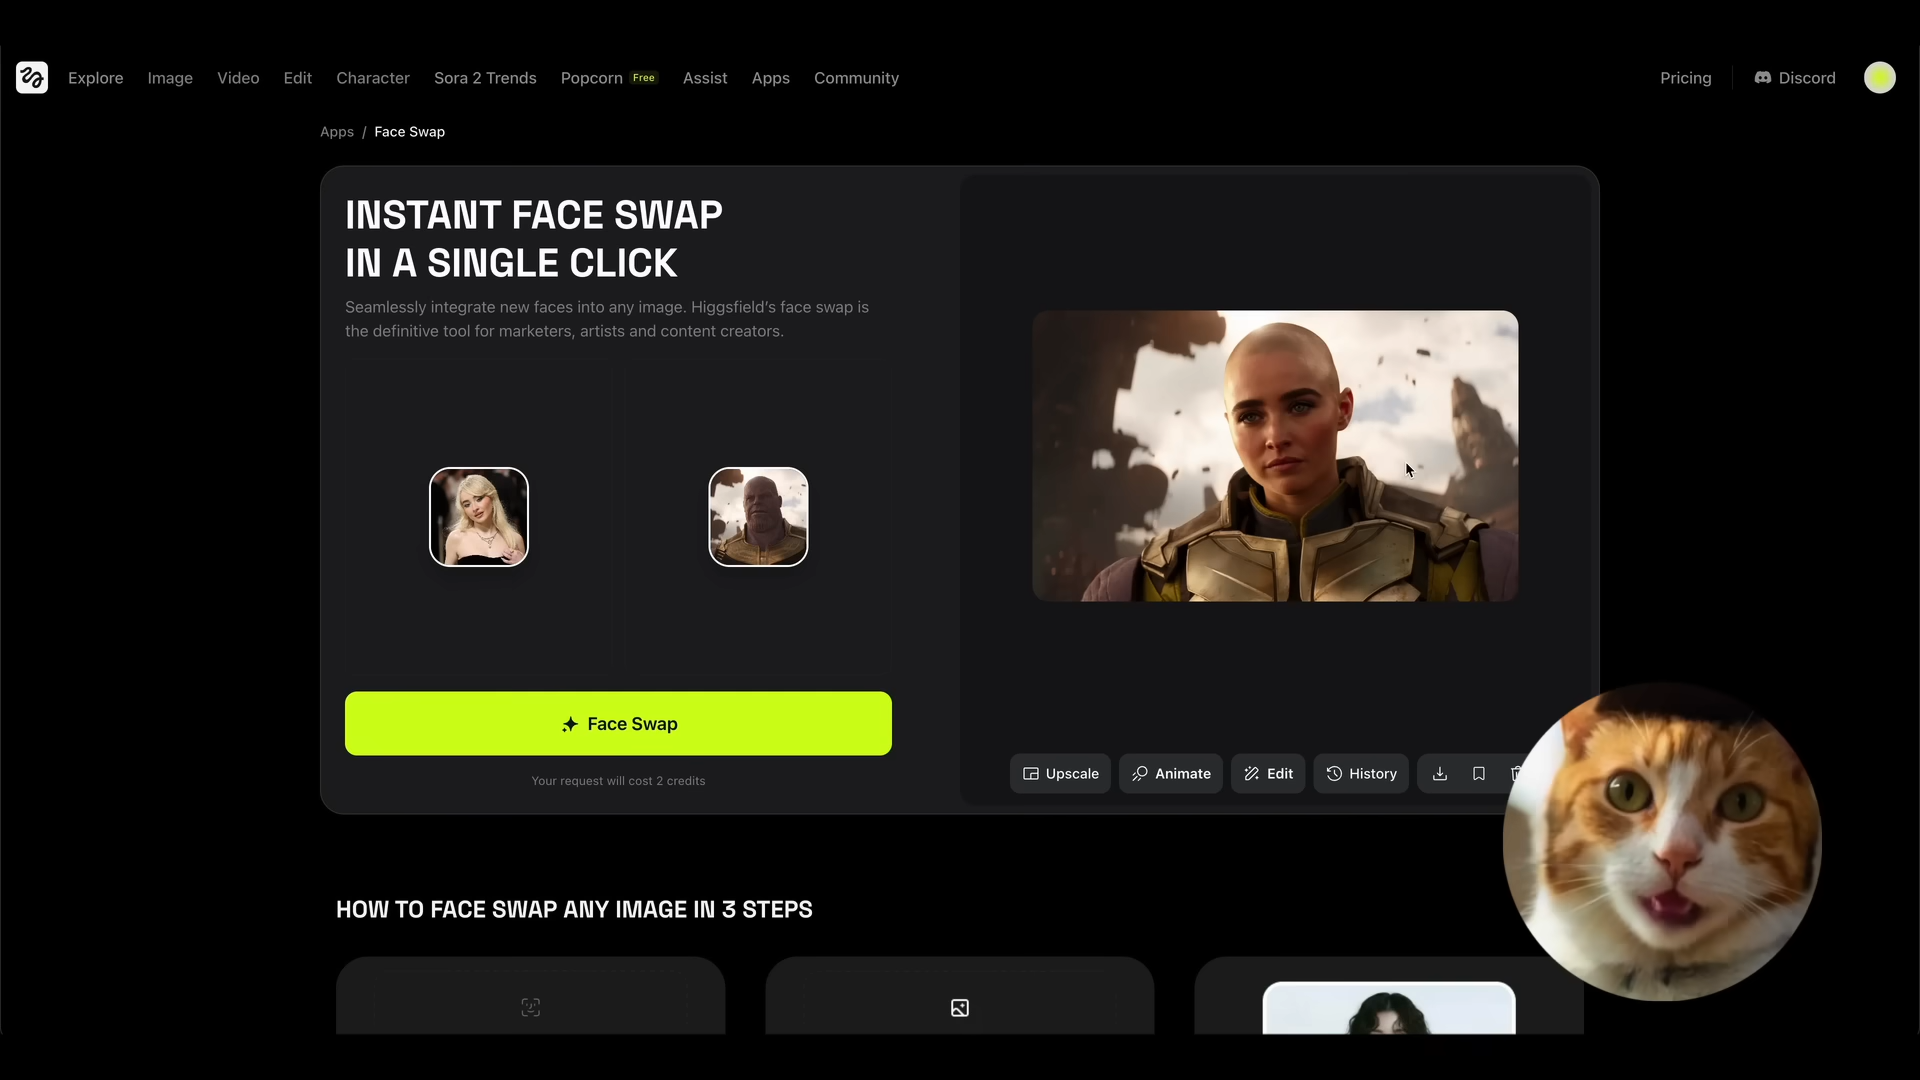 Explore Image Video Edit Character Sora 2 Trends Popcorn Free Assist Apps Community Pricing Discord
Apps / Face Swap
INSTANT FACE SWAP
IN A SINGLE CLICK
Seamlessly integrate new faces into any image. Higgsfield’s face swap is
the definitive tool for marketers, artists and content creators.
Face Swap
Your request will cost 2 credits
Upscale Animate Edit History
HOW TO FACE SWAP ANY IMAGE IN 3 STEPS